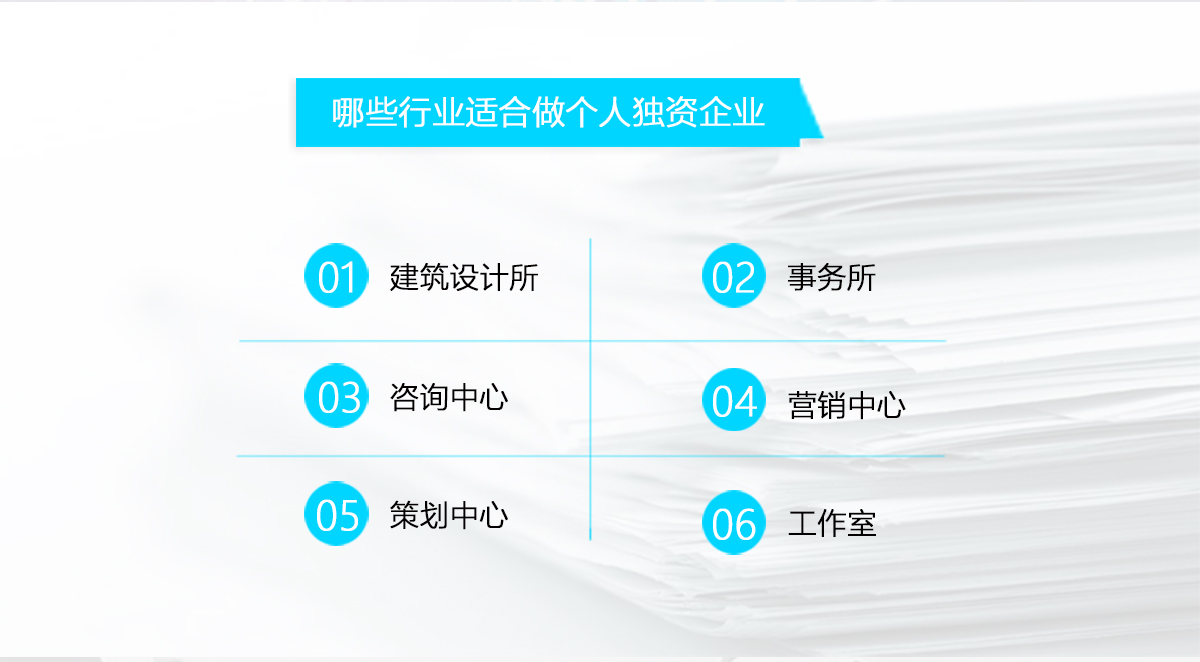 哪些行业适合做个人独资企业
01 建筑设计所
02 事务所
03 咨询中心
04 营销中心
05 策划中心
06 工作室